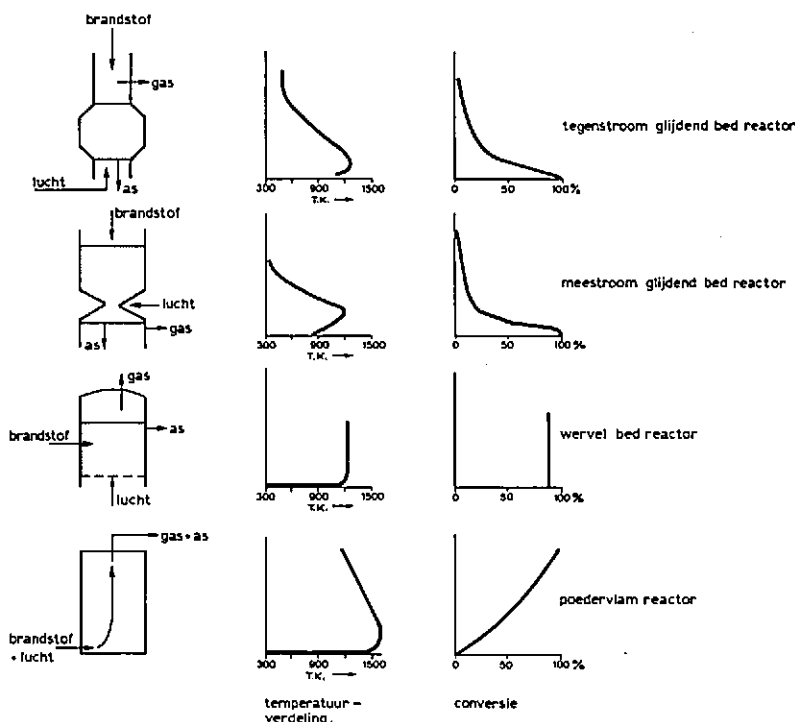 brandstof
gas
lucht
as
300 900 1500
T.K. →
0 50 100%
tegenstroom glijdend bed reactor
brandstof
lucht
gas
as
300 900 1500
T.K. →
0 50 100%
meestroom glijdend bed reactor
gas
brandstof
as
lucht
300 900 1500
T.K. →
0 50 100%
wervel bed reactor
gas + as
brandstof
+ lucht
300 900 1500
T.K. →
0 50 100%
poedervlam reactor
temperatuur –
verdeling.
conversie